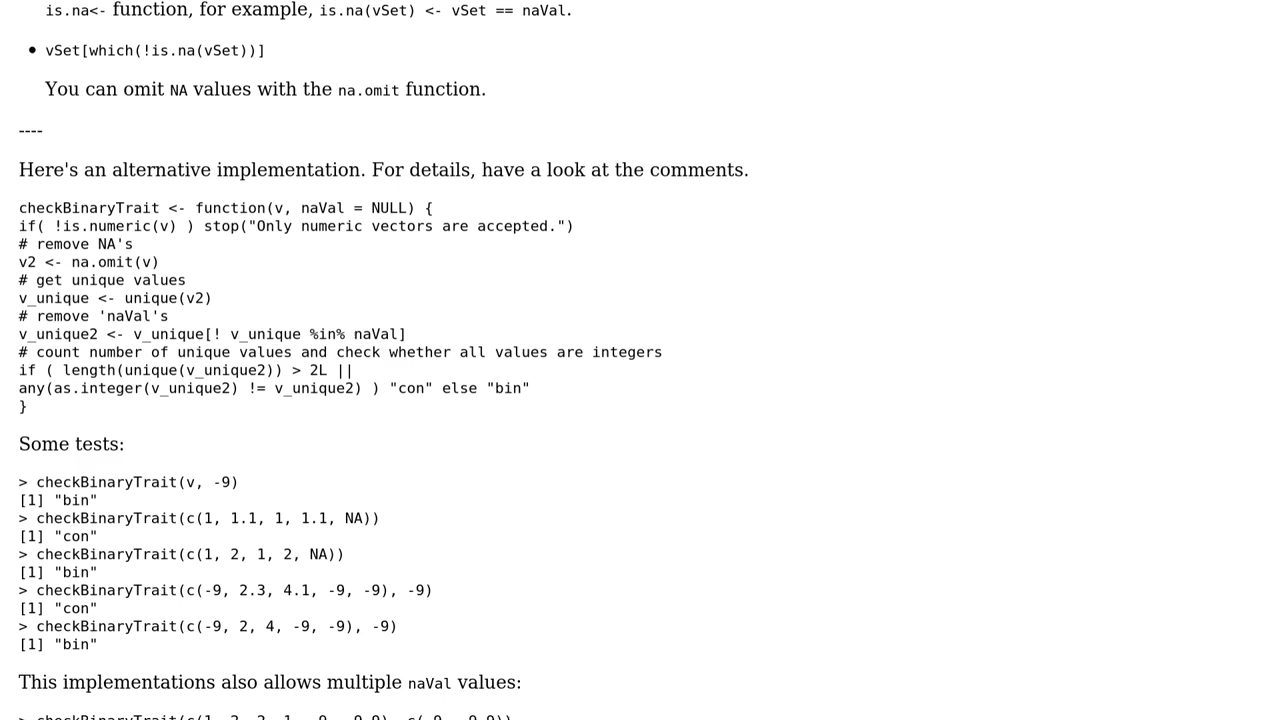 is.na<- function, for example, is.na(vSet) <- vSet == naVal.
• vSet[which(!is.na(vSet))]
You can omit NA values with the na.omit function.
----
Here's an alternative implementation. For details, have a look at the comments.
checkBinaryTrait <- function(v, naVal = NULL) {
if( !is.numeric(v) ) stop("Only numeric vectors are accepted.")
# remove NA's
v2 <- na.omit(v)
# get unique values
v_unique <- unique(v2)
# remove 'naVal's
v_unique2 <- v_unique[! v_unique %in% naVal]
# count number of unique values and check whether all values are integers
if ( length(unique(v_unique2)) > 2L ||
any(as.integer(v_unique2) != v_unique2) ) "con" else "bin"
}
Some tests:
> checkBinaryTrait(v, -9)
[1] "bin"
> checkBinaryTrait(c(1, 1.1, 1, 1.1, NA))
[1] "con"
> checkBinaryTrait(c(1, 2, 1, 2, NA))
[1] "bin"
> checkBinaryTrait(c(-9, 2.3, 4.1, -9, -9), -9)
[1] "con"
> checkBinaryTrait(c(-9, 2, 4, -9, -9), -9)
[1] "bin"
This implementations also allows multiple naVal values: